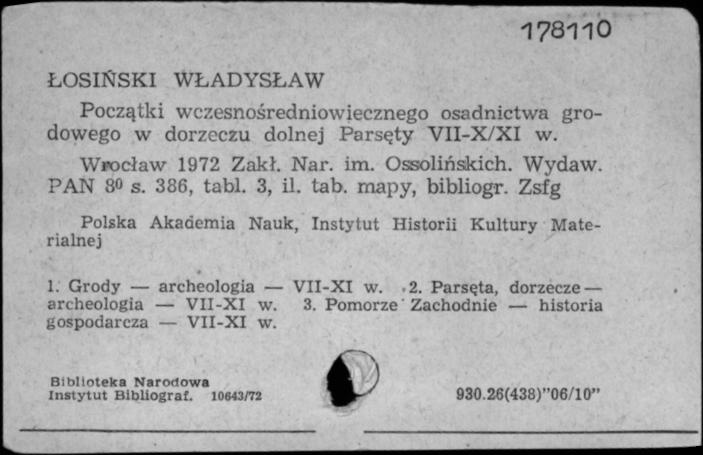 178110
ŁOSIŃSKI WŁADYSŁAW
Początki wczesnośredniowiecznego osadnictwa gro-
dowego w dorzeczu dolnej Parsęty VII-X/XI w.
Wrocław 1972 Zakł. Nar. im. Ossolińskich. Wydaw.
PAN 8⁰ s. 386, tabl. 3, il. tab. mapy, bibliogr. Zsfg
Polska Akademia Nauk, Instytut Historii Kultury Mate-
rialnej
1. Grody — archeologia — VII-XI w. 2. Parsęta, dorzecze —
archeologia — VII-XI w. 3. Pomorze Zachodnie — historia
gospodarcza — VII-XI w.
Biblioteka Narodowa
Instytut Bibliograf. 10643/72
930.26(438)"06/10"